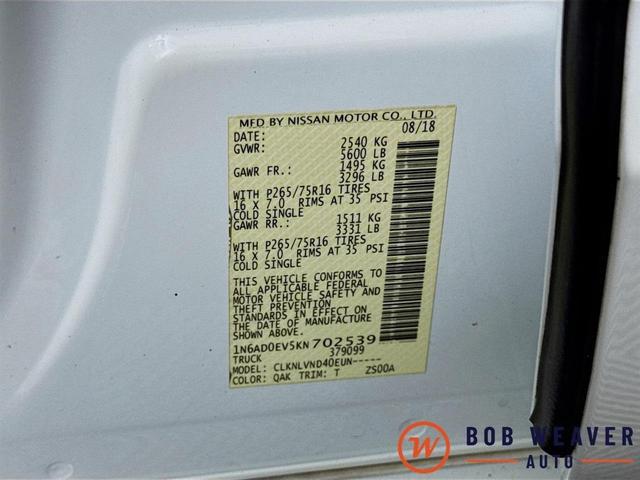 MFD BY NISSAN MOTOR CO., LTD.
DATE: 08/18
GVWR: 2540 KG
5600 LB
GAWR FR.: 1495 KG
3296 LB
WITH P265/75R16 TIRES
16 X 7.0 RIMS AT 35 PSI
COLD SINGLE
GAWR RR.: 1511 KG
3331 LB
WITH P265/75R16 TIRES
16 X 7.0 RIMS AT 35 PSI
COLD SINGLE
THIS VEHICLE CONFORMS TO
ALL APPLICABLE FEDERAL
MOTOR VEHICLE SAFETY AND
THEFT PREVENTION
STANDARDS IN EFFECT ON
THE DATE OF MANUFACTURE
SHOWN ABOVE.
1N6AD0EV5KN702539
TRUCK 379099
MODEL: CLKNLVND40EUN-----
COLOR: QAK TRIM: T ZS00A
W BOB WEAVER
AUTO